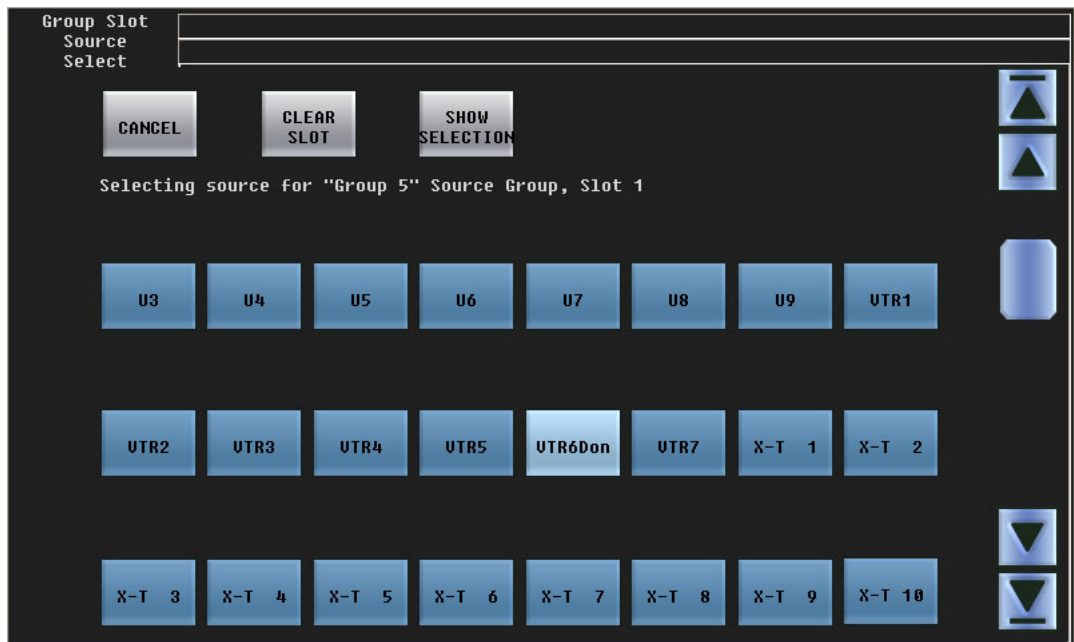 Group Slot
Source
Select
CANCEL
CLEAR
SLOT
SHOW
SELECTION
Selecting source for "Group 5" Source Group, Slot 1
U3 U4 U5 U6 U7 U8 U9 VTR1
VTR2 VTR3 VTR4 VTR5 VTR6Don VTR7 X-T 1 X-T 2
X-T 3 X-T 4 X-T 5 X-T 6 X-T 7 X-T 8 X-T 9 X-T 10